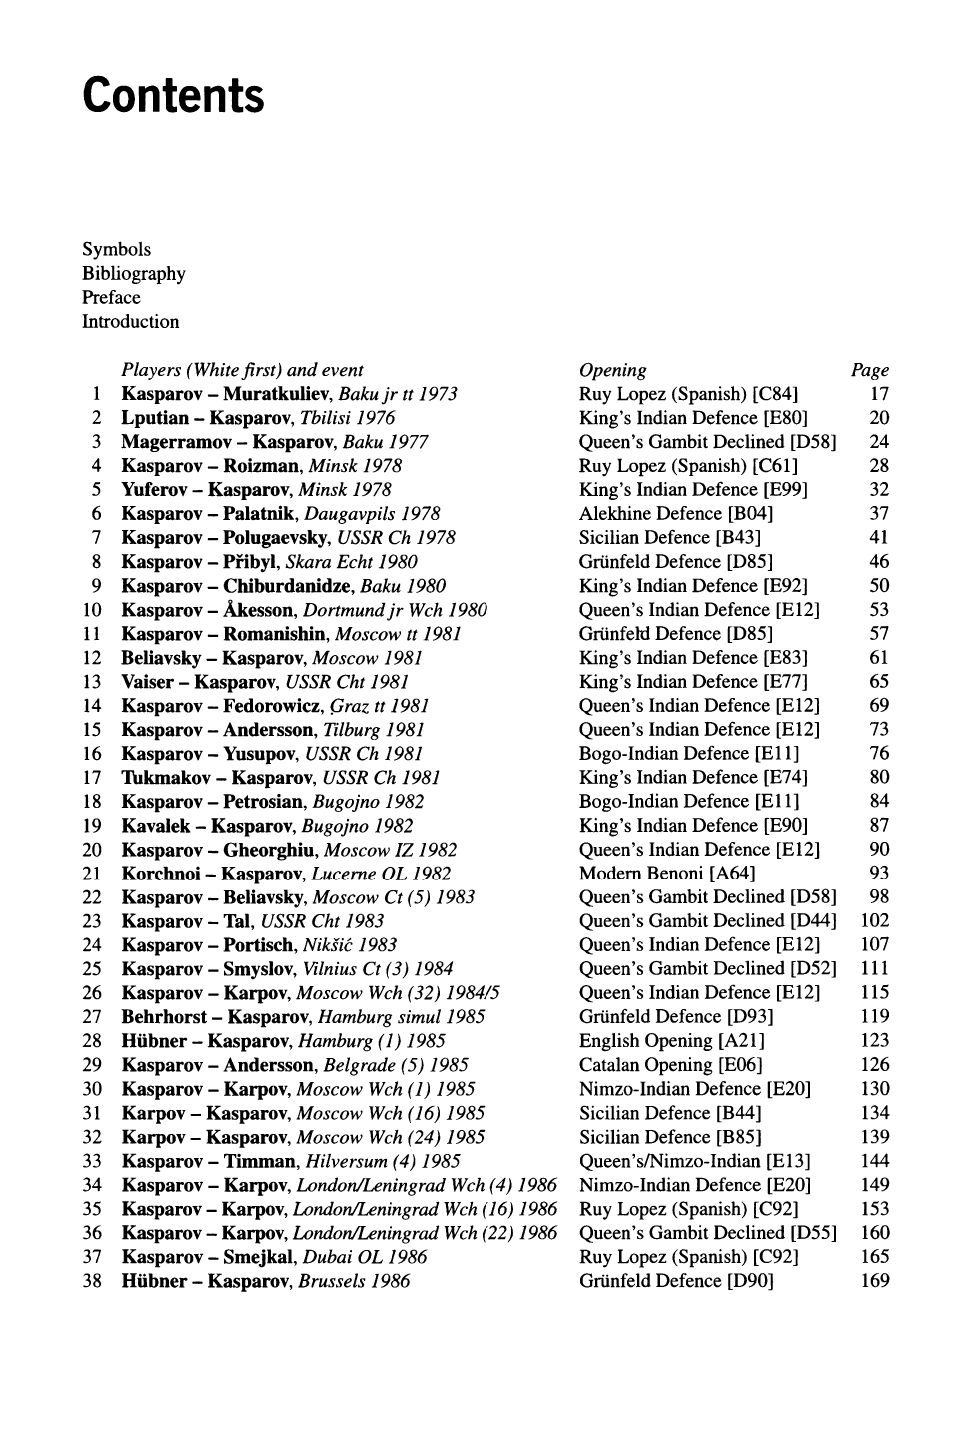 Contents
Symbols
Bibliography
Preface
Introduction
Players (White first) and event Opening Page
1 Kasparov – Muratkuliev, Baku jr tt 1973 Ruy Lopez (Spanish) [C84] 17
2 Lputian – Kasparov, Tbilisi 1976 King's Indian Defence [E80] 20
3 Magerramov – Kasparov, Baku 1977 Queen's Gambit Declined [D58] 24
4 Kasparov – Roizman, Minsk 1978 Ruy Lopez (Spanish) [C61] 28
5 Yuferov – Kasparov, Minsk 1978 King's Indian Defence [E99] 32
6 Kasparov – Palatnik, Daugavpils 1978 Alekhine Defence [B04] 37
7 Kasparov – Polugaevsky, USSR Ch 1978 Sicilian Defence [B43] 41
8 Kasparov – Přibyl, Skara Echt 1980 Grünfeld Defence [D85] 46
9 Kasparov – Chiburdanidze, Baku 1980 King's Indian Defence [E92] 50
10 Kasparov – Åkesson, Dortmund jr Wch 1980 Queen's Indian Defence [E12] 53
11 Kasparov – Romanishin, Moscow tt 1981 Grünfeld Defence [D85] 57
12 Beliavsky – Kasparov, Moscow 1981 King's Indian Defence [E83] 61
13 Vaiser – Kasparov, USSR Cht 1981 King's Indian Defence [E77] 65
14 Kasparov – Fedorowicz, Graz tt 1981 Queen's Indian Defence [E12] 69
15 Kasparov – Andersson, Tilburg 1981 Queen's Indian Defence [E12] 73
16 Kasparov – Yusupov, USSR Ch 1981 Bogo-Indian Defence [E11] 76
17 Tukmakov – Kasparov, USSR Ch 1981 King's Indian Defence [E74] 80
18 Kasparov – Petrosian, Bugojno 1982 Bogo-Indian Defence [E11] 84
19 Kavalek – Kasparov, Bugojno 1982 King's Indian Defence [E90] 87
20 Kasparov – Gheorghiu, Moscow IZ 1982 Queen's Indian Defence [E12] 90
21 Korchnoi – Kasparov, Lucerne OL 1982 Modern Benoni [A64] 93
22 Kasparov – Beliavsky, Moscow Ct (5) 1983 Queen's Gambit Declined [D58] 98
23 Kasparov – Tal, USSR Cht 1983 Queen's Gambit Declined [D44] 102
24 Kasparov – Portisch, Nikšić 1983 Queen's Indian Defence [E12] 107
25 Kasparov – Smyslov, Vilnius Ct (3) 1984 Queen's Gambit Declined [D52] 111
26 Kasparov – Karpov, Moscow Wch (32) 1984/5 Queen's Indian Defence [E12] 115
27 Behrhorst – Kasparov, Hamburg simul 1985 Grünfeld Defence [D93] 119
28 Hübner – Kasparov, Hamburg (1) 1985 English Opening [A21] 123
29 Kasparov – Andersson, Belgrade (5) 1985 Catalan Opening [E06] 126
30 Kasparov – Karpov, Moscow Wch (1) 1985 Nimzo-Indian Defence [E20] 130
31 Karpov – Kasparov, Moscow Wch (16) 1985 Sicilian Defence [B44] 134
32 Karpov – Kasparov, Moscow Wch (24) 1985 Sicilian Defence [B85] 139
33 Kasparov – Timman, Hilversum (4) 1985 Queen's/Nimzo-Indian [E13] 144
34 Kasparov – Karpov, London/Leningrad Wch (4) 1986 Nimzo-Indian Defence [E20] 149
35 Kasparov – Karpov, London/Leningrad Wch (16) 1986 Ruy Lopez (Spanish) [C92] 153
36 Kasparov – Karpov, London/Leningrad Wch (22) 1986 Queen's Gambit Declined [D55] 160
37 Kasparov – Smejkal, Dubai OL 1986 Ruy Lopez (Spanish) [C92] 165
38 Hübner – Kasparov, Brussels 1986 Grünfeld Defence [D90] 169